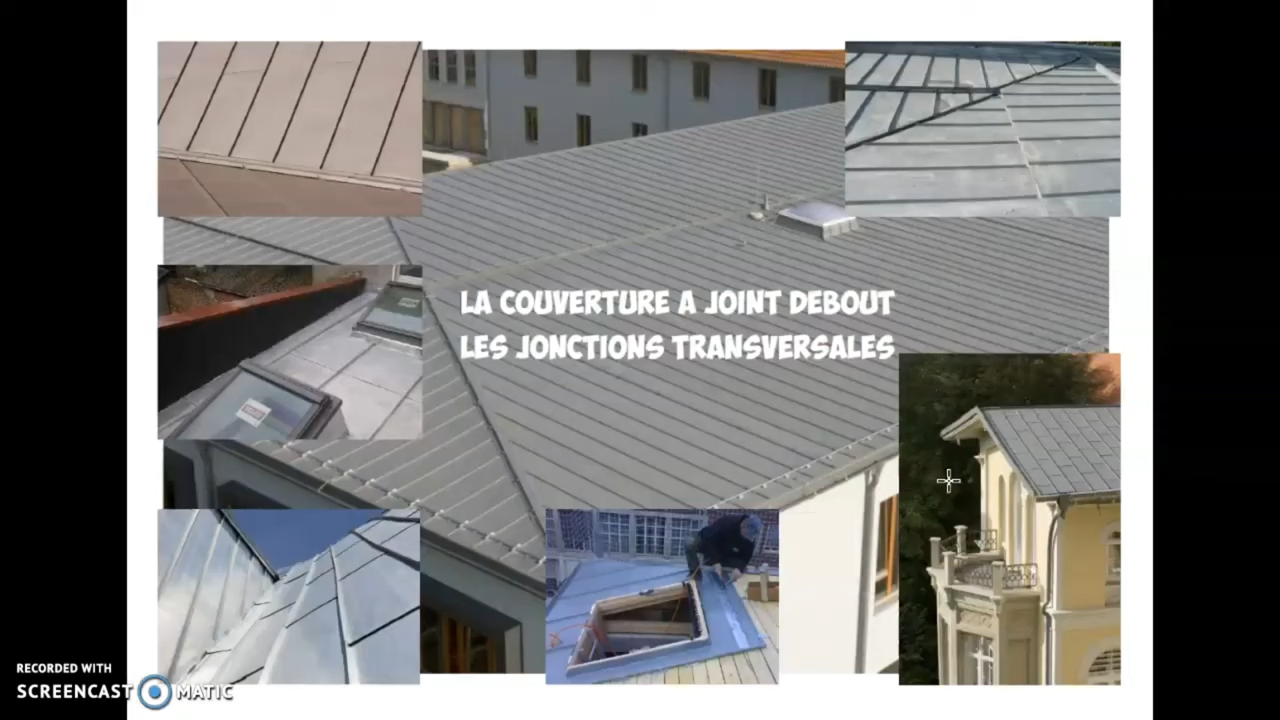 LA COUVERTURE A JOINT DEBOUT
LES JONCTIONS TRANSVERSALES
RECORDED WITH
SCREENCAST MATIC